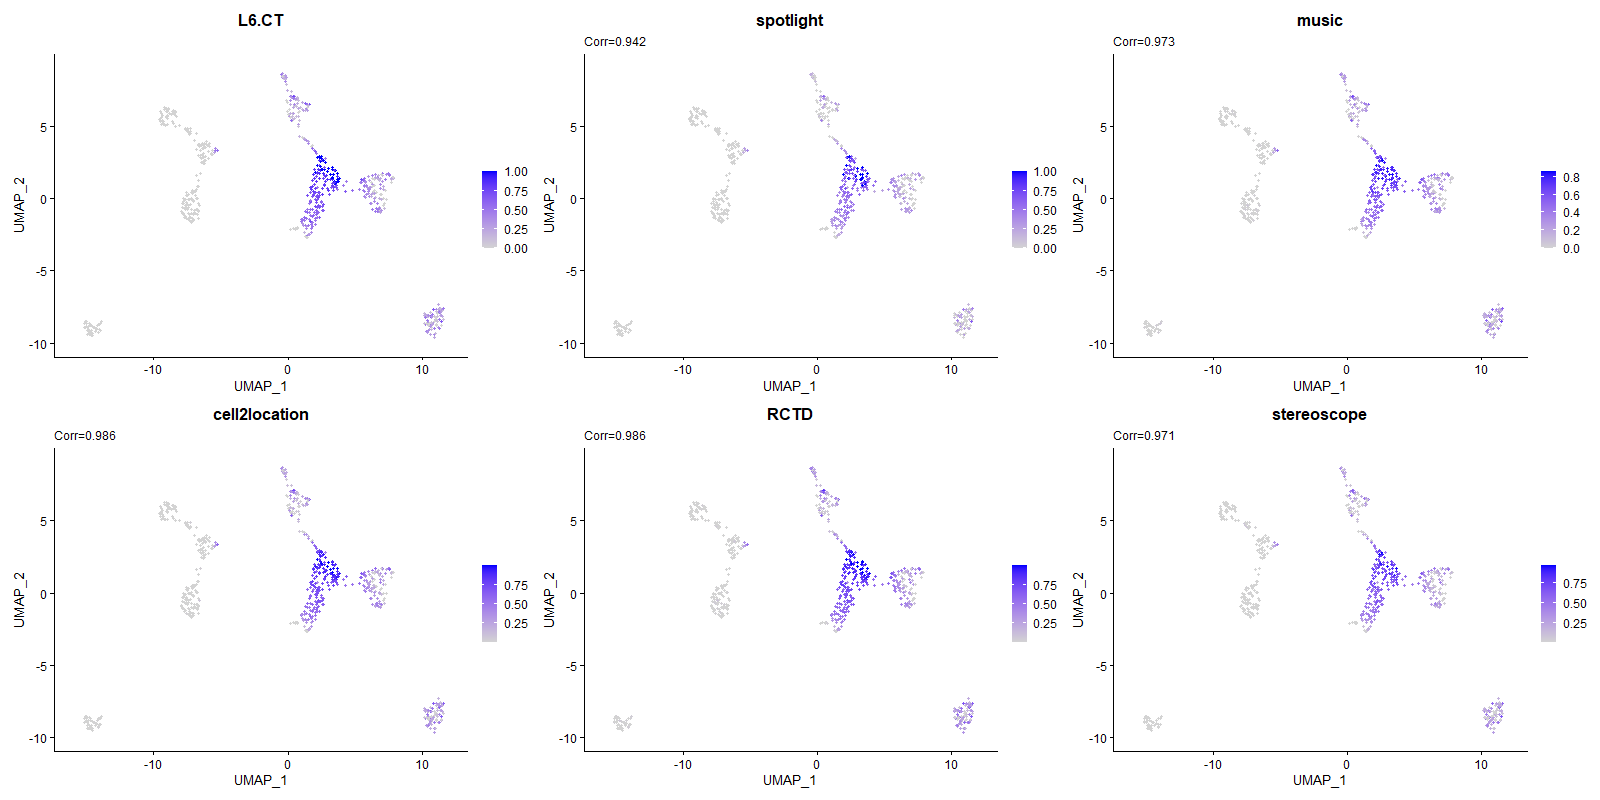 L6.CT
UMAP_2
5
0
-5
-10
-10
0
10
UMAP_1
1.00
0.75
0.50
0.25
0.00
spotlight
Corr=0.942
UMAP_2
5
0
-5
-10
-10
0
10
UMAP_1
1.00
0.75
0.50
0.25
0.00
music
Corr=0.973
UMAP_2
5
0
-5
-10
-10
0
10
UMAP_1
0.8
0.6
0.4
0.2
0.0
cell2location
Corr=0.986
UMAP_2
5
0
-5
-10
-10
0
10
UMAP_1
0.75
0.50
0.25
RCTD
Corr=0.986
UMAP_2
5
0
-5
-10
-10
0
10
UMAP_1
0.75
0.50
0.25
stereoscope
Corr=0.971
UMAP_2
5
0
-5
-10
-10
0
10
UMAP_1
0.75
0.50
0.25